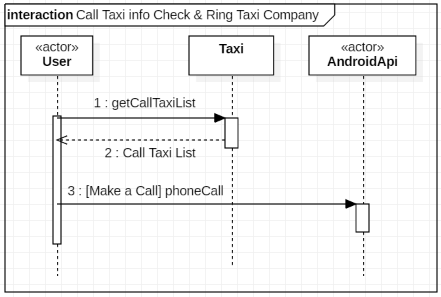 interaction Call Taxi info Check & Ring Taxi Company
«actor»
User
Taxi
«actor»
AndroidApi
1 : getCallTaxiList
2 : Call Taxi List
3 : [Make a Call] phoneCall